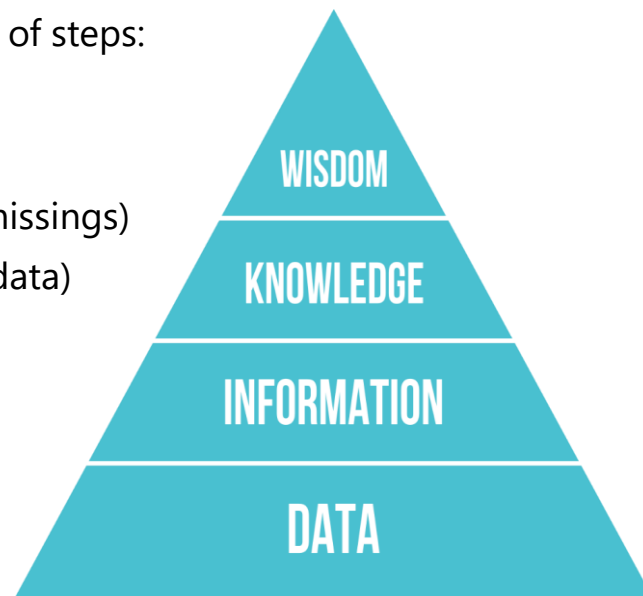 of steps:
WISDOM
nissings)
KNOWLEDGE
data)
INFORMATION
DATA